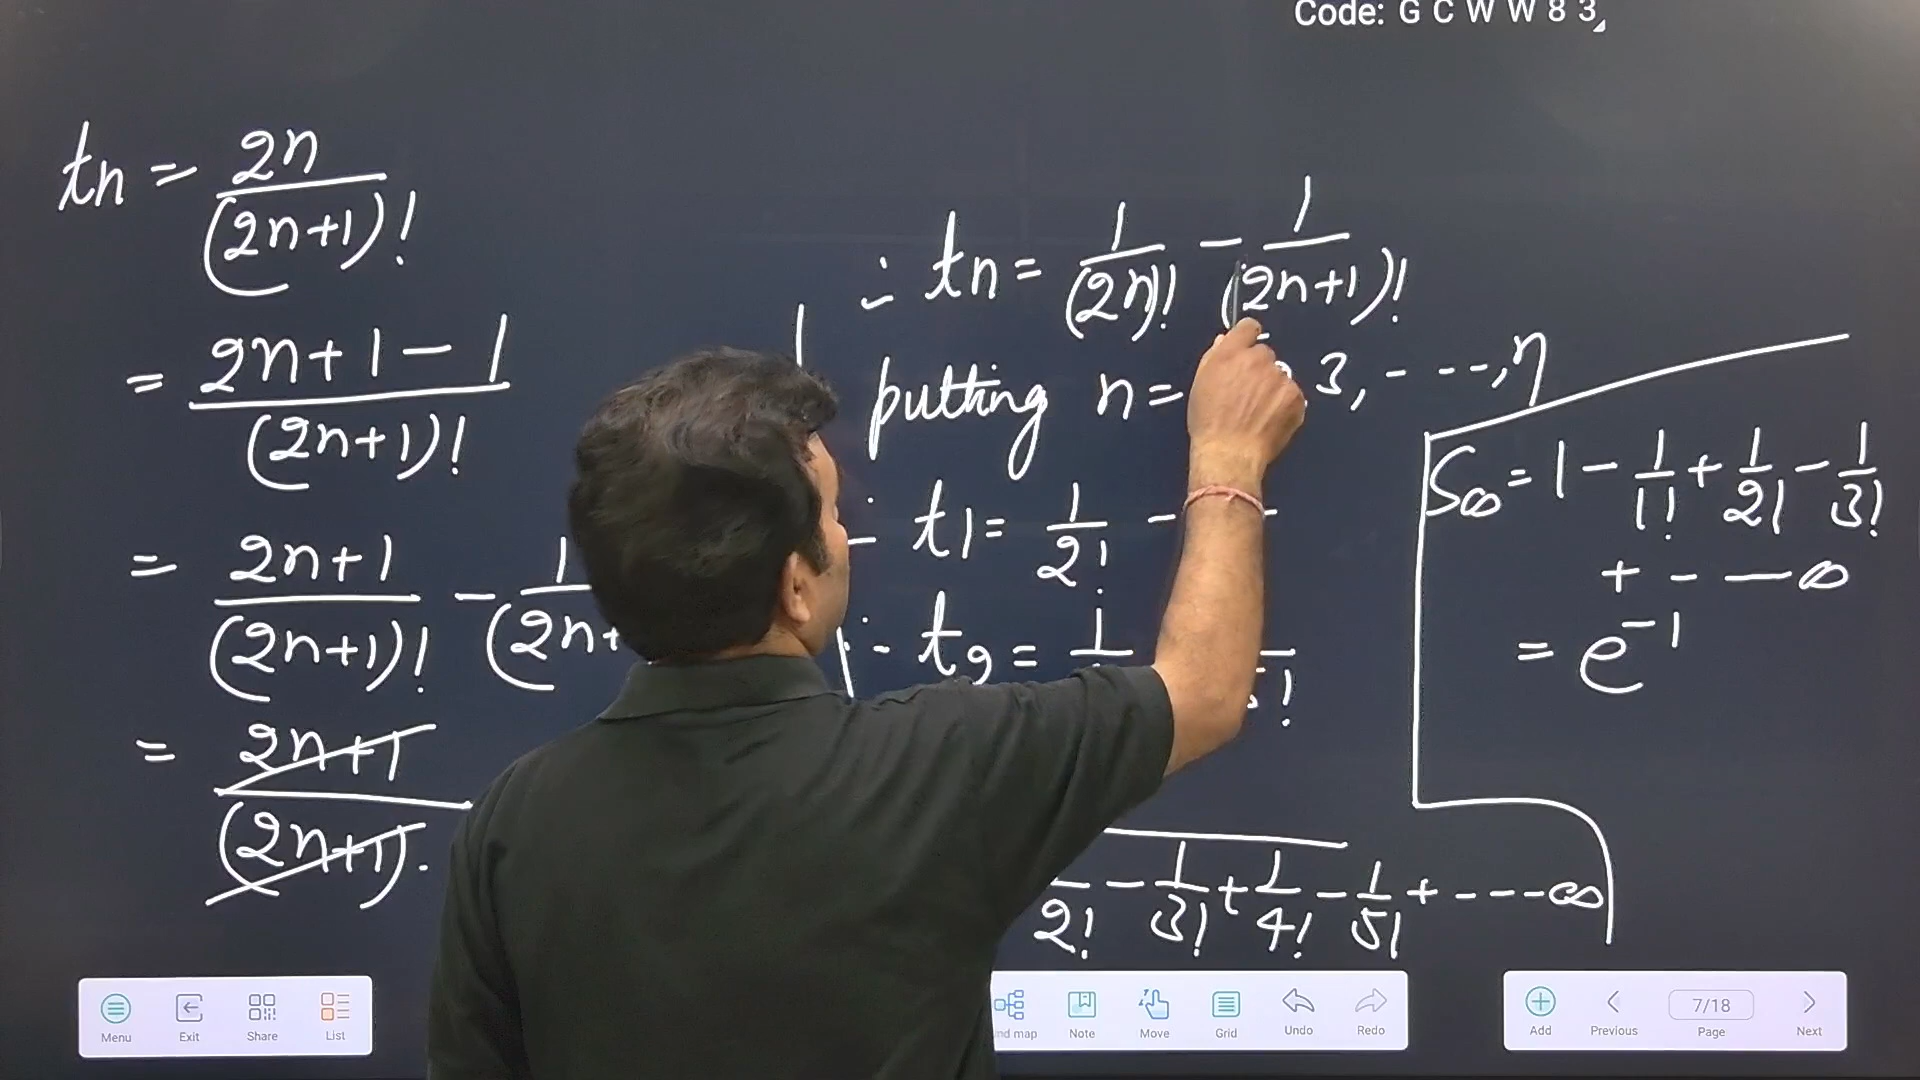 Code: G C W W 8 3
tn = 2n / (2n+1)!
= 2n+1-1 / (2n+1)!
= 2n+1 / (2n+1)! - 1 / (2n+
= 2n+1 / (2n+1).
∴ tn = 1/(2n)! - 1/(2n+1)!
putting n= 3, ----, n
t1 = 1/2! -
∴ t2 = 1 5!
2! - 1/3! + 1/4! - 1/5! + ---∞
S∞ = 1 - 1/1! + 1/2! - 1/3!
+ - — ∞
= e^-1
Menu Exit Share List
nd map Note Move Grid Undo Redo
Add Previous 7/18 Page Next